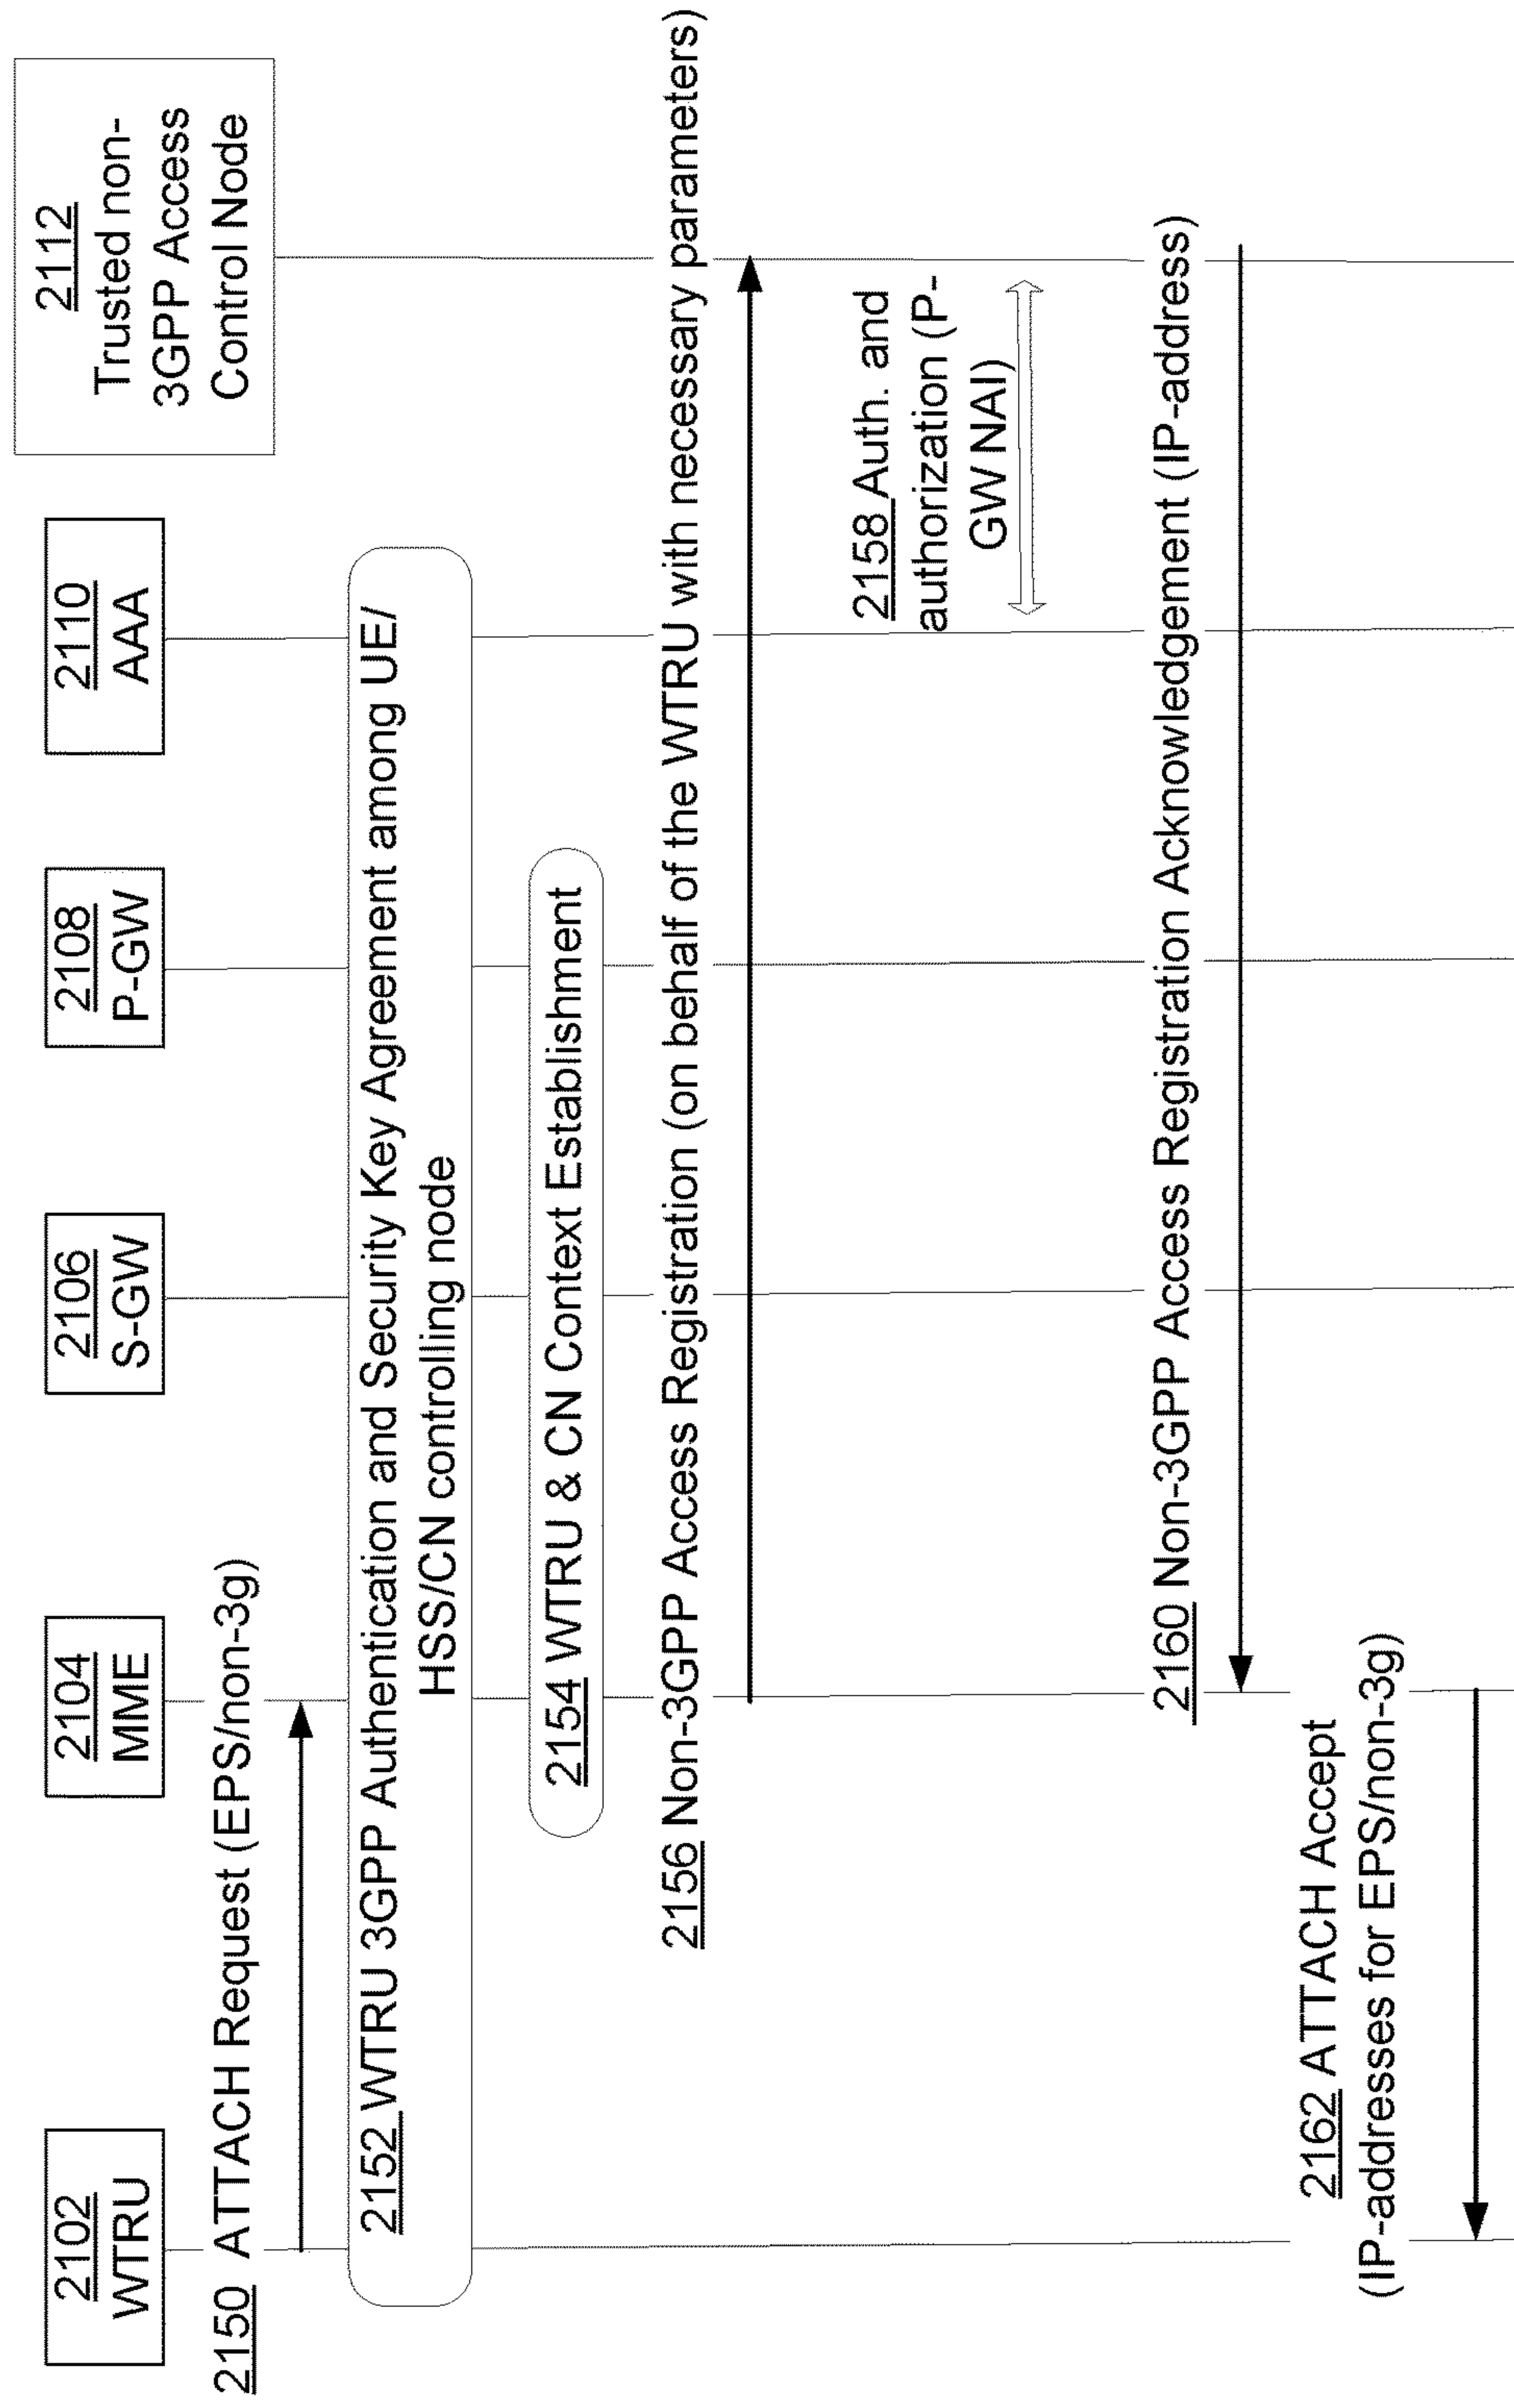 2102
WTRU
2104
MME
2106
S-GW
2108
P-GW
2110
AAA
2112
Trusted non-
3GPP Access
Control Node
2150 ATTACH Request (EPS/non-3g)
2152 WTRU 3GPP Authentication and Security Key Agreement among UE/
HSS/CN controlling node
2154 WTRU & CN Context Establishment
2156 Non-3GPP Access Registration (on behalf of the WTRU with necessary parameters)
2158 Auth. and
authorization (P-
GW NAI)
2160 Non-3GPP Access Registration Acknowledgement (IP-address)
2162 ATTACH Accept
(IP-addresses for EPS/non-3g)